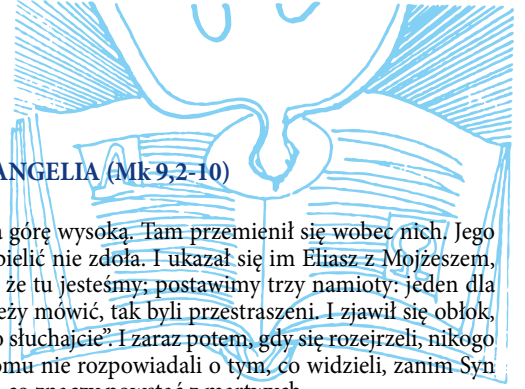 ANGELIA (Mk 9,2-10)
górę wysoką. Tam przemienił się wobec nich. Jego
bielić nie zdoła. I ukazał się im Eliasz z Mojżeszem,
że tu jesteśmy; postawimy trzy namioty: jeden dla
mówić, tak byli przestraszeni. I zjawił się obłok,
słuchajcie”. I zaraz potem, gdy się rozejrzeli, nikogo
nie rozpowiadali o tym, co widzieli, zanim Syn